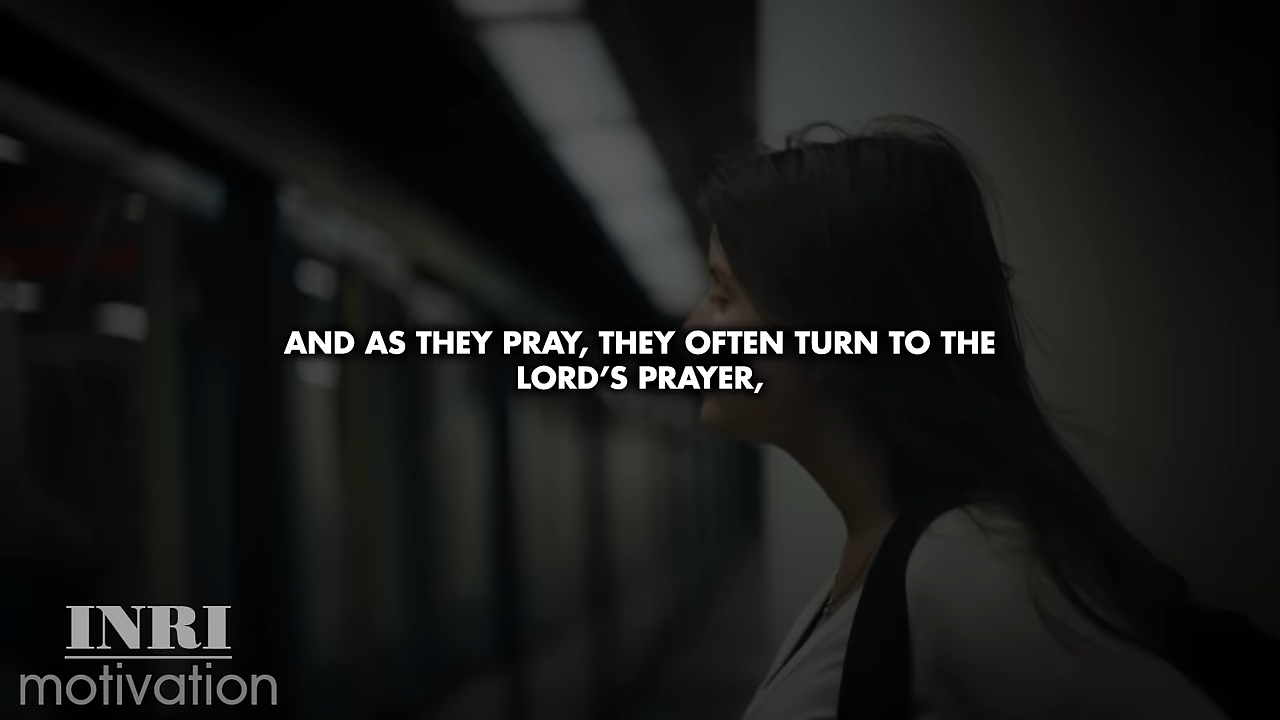 AND AS THEY PRAY, THEY OFTEN TURN TO THE
LORD’S PRAYER,
INRI
motivation